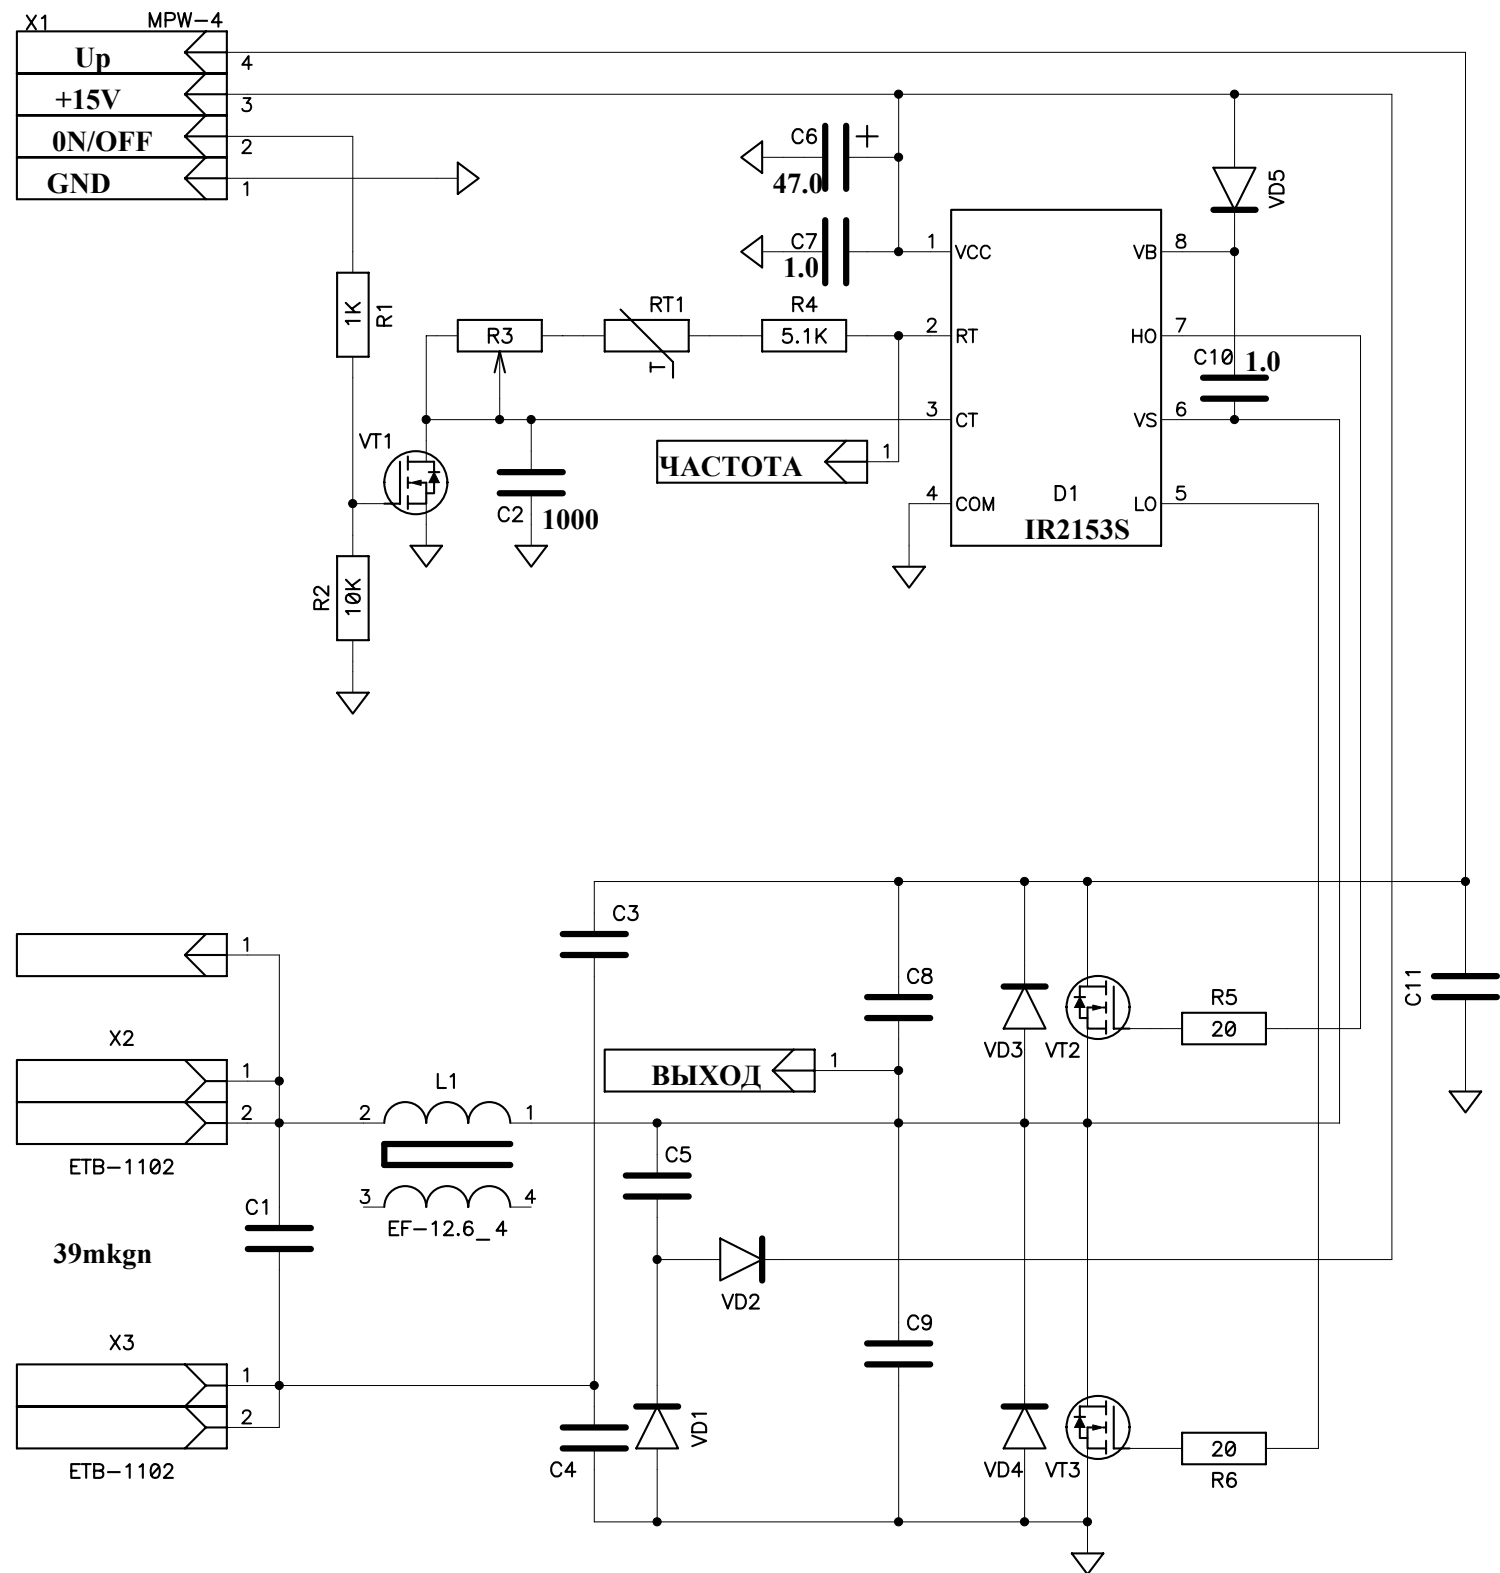 X1 MPW-4
Up 4
+15V 3
0N/OFF 2
GND 1
C6 +
47.0
C7
1.0
VD5
1 VCC
VB 8
R1 1K
R3
RT1
T
R4
5.1K
2 RT
HO 7
C10 1.0
VT1
3 CT
VS 6
ЧАСТОТА 1
C2 1000
4 COM
D1
LO 5
IR2153S
R2 10K
C3
1
C8
C11
R5
20
VD3
VT2
X2
1
2
ETB-1102
ВЫХОД 1
L1
2 1
3 4
EF-12.6_4
C5
C1
39mkgn
VD2
C9
X3
1
2
ETB-1102
VD1
C4
VD4
VT3
20
R6